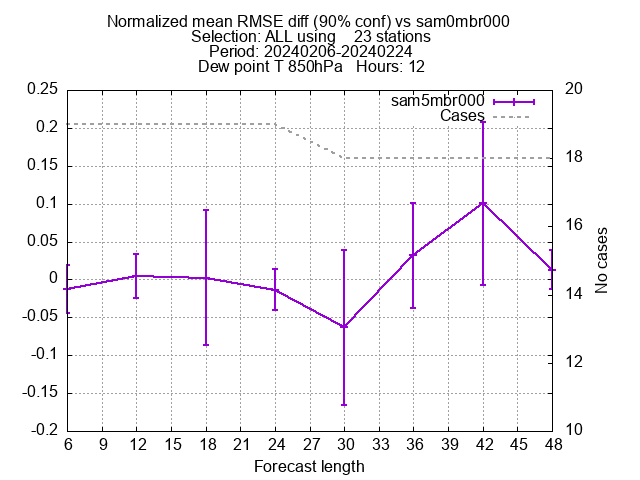 Normalized mean RMSE diff (90% conf) vs sam0mbr000
Selection: ALL using    23 stations
Period: 20240206-20240224
Dew point T 850hPa   Hours: 12
0.25
0.2
0.15
0.1
0.05
0
-0.05
-0.1
-0.15
-0.2
sam5mbr000
Cases
20
18
16
14
12
10
No cases
6 12 15 18 21 24 27 30 33 36 39 42 45 48
Forecast length